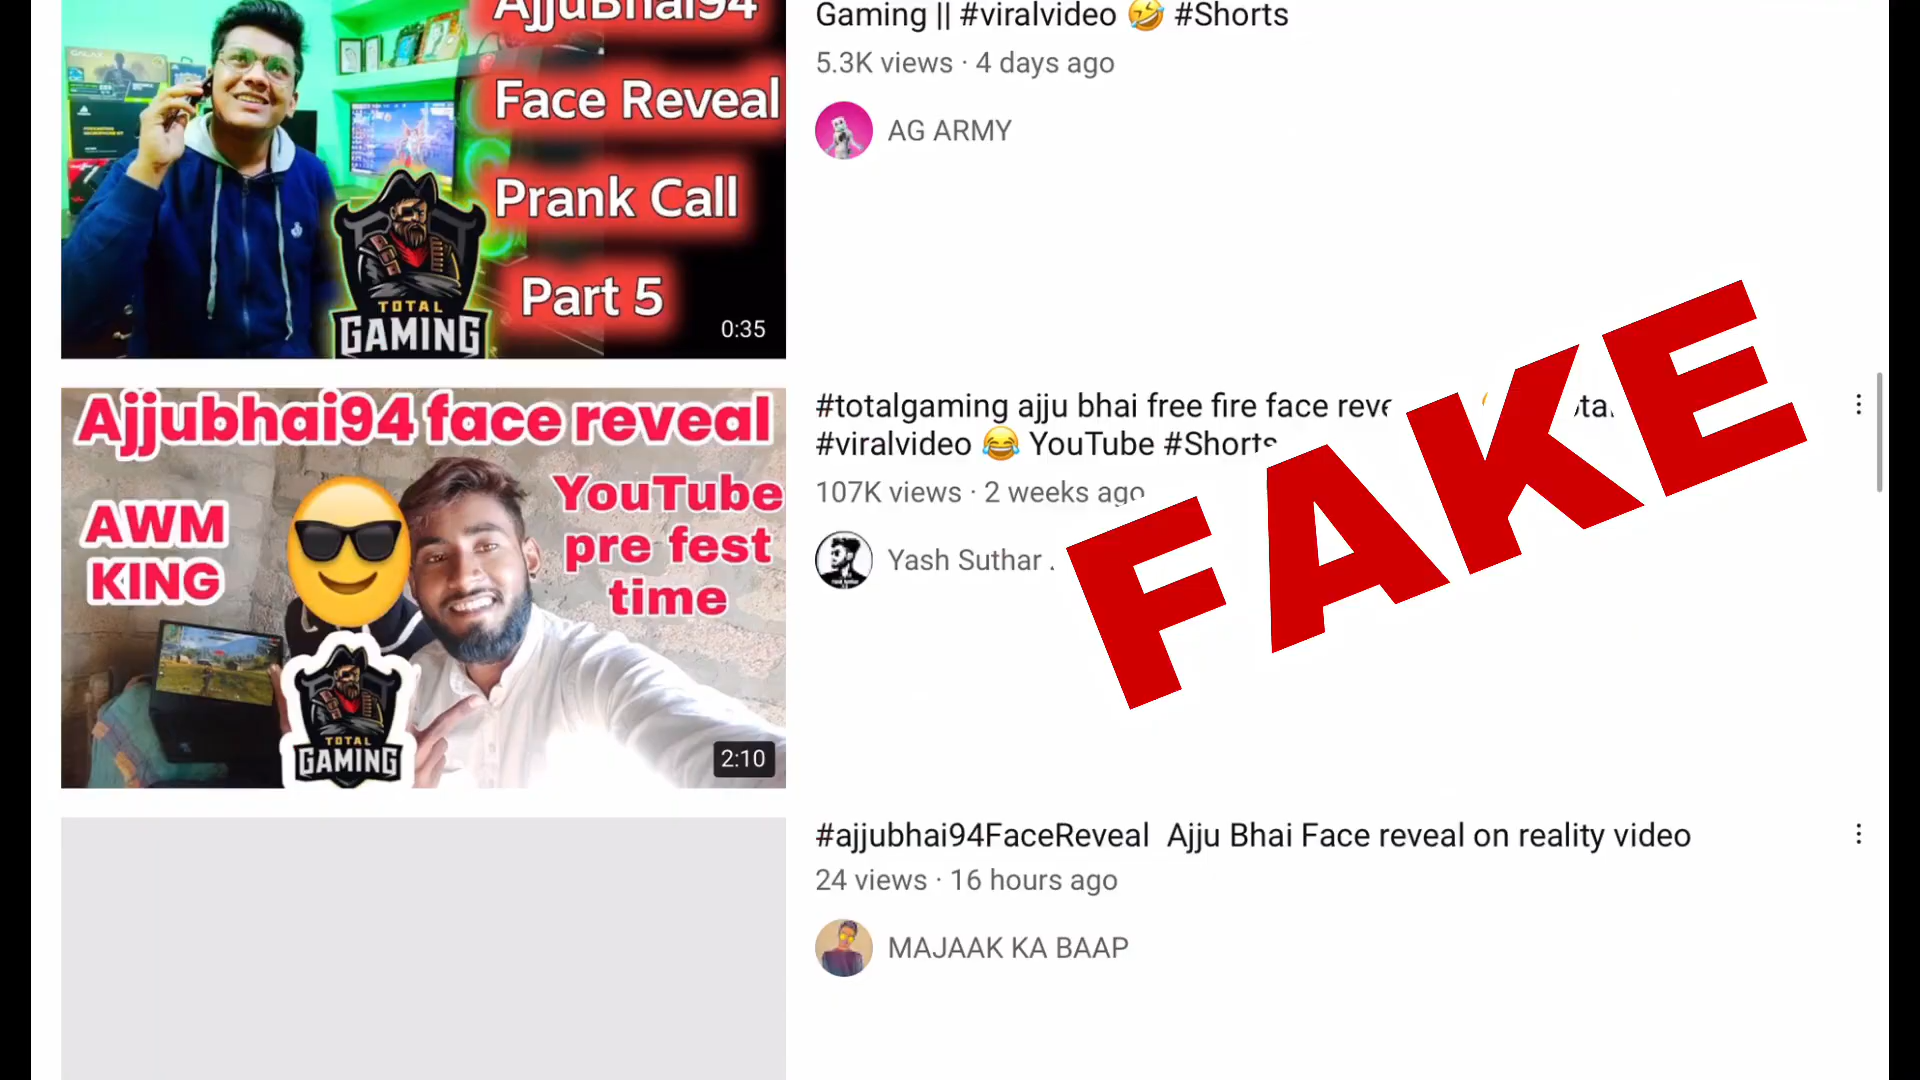 AjjuBhai94
Face Reveal
Prank Call
Part 5
TOTAL
GAMING
0:35
Gaming || #viralvideo 🤣 #Shorts
5.3K views · 4 days ago
AG ARMY
Ajjubhai94 face reveal
AWM
KING
YouTube
pre fest
time
TOTAL
GAMING
2:10
#totalgaming ajju bhai free fire face
#viralvideo 😂 YouTube #Shorts
107K views · 2 weeks ago
Yash Suthar
FAKE
#ajjubhai94FaceReveal Ajju Bhai Face reveal on reality video
24 views · 16 hours ago
MAJAAK KA BAAP